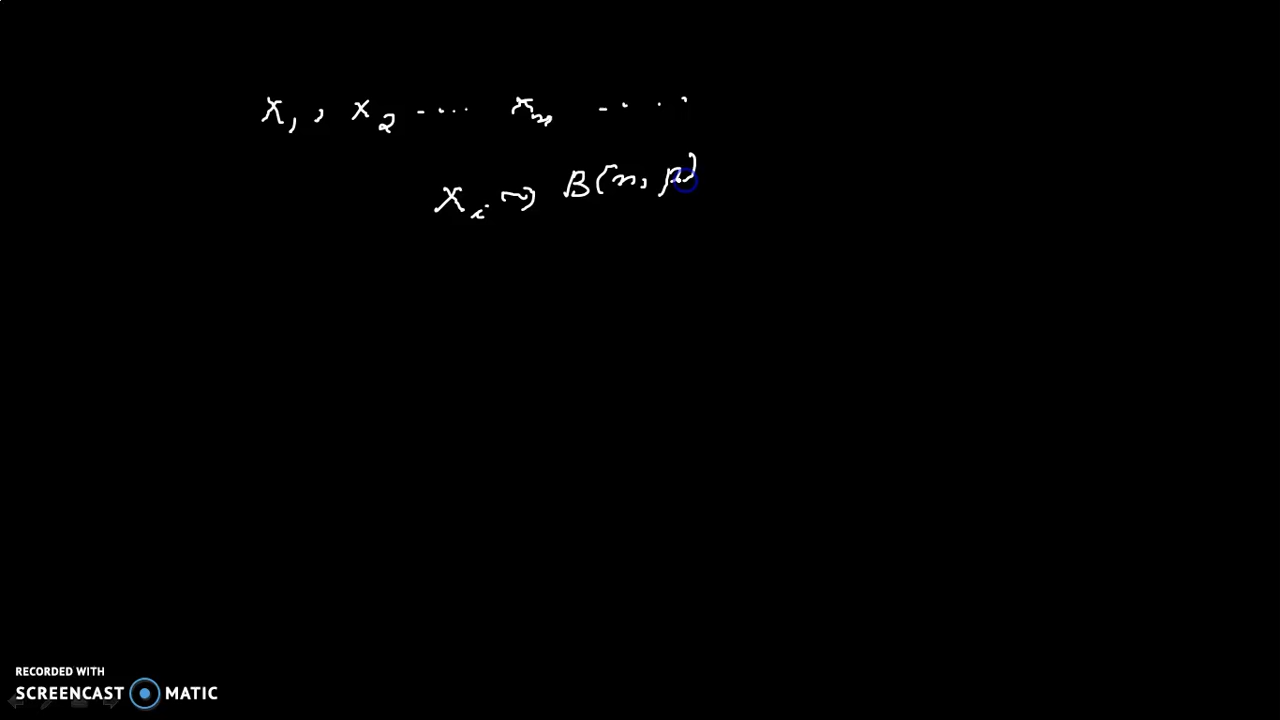 X₁, X₂ ---- Xₙ -----
Xᵢ ~> B(n, p)
RECORDED WITH
SCREENCAST MATIC